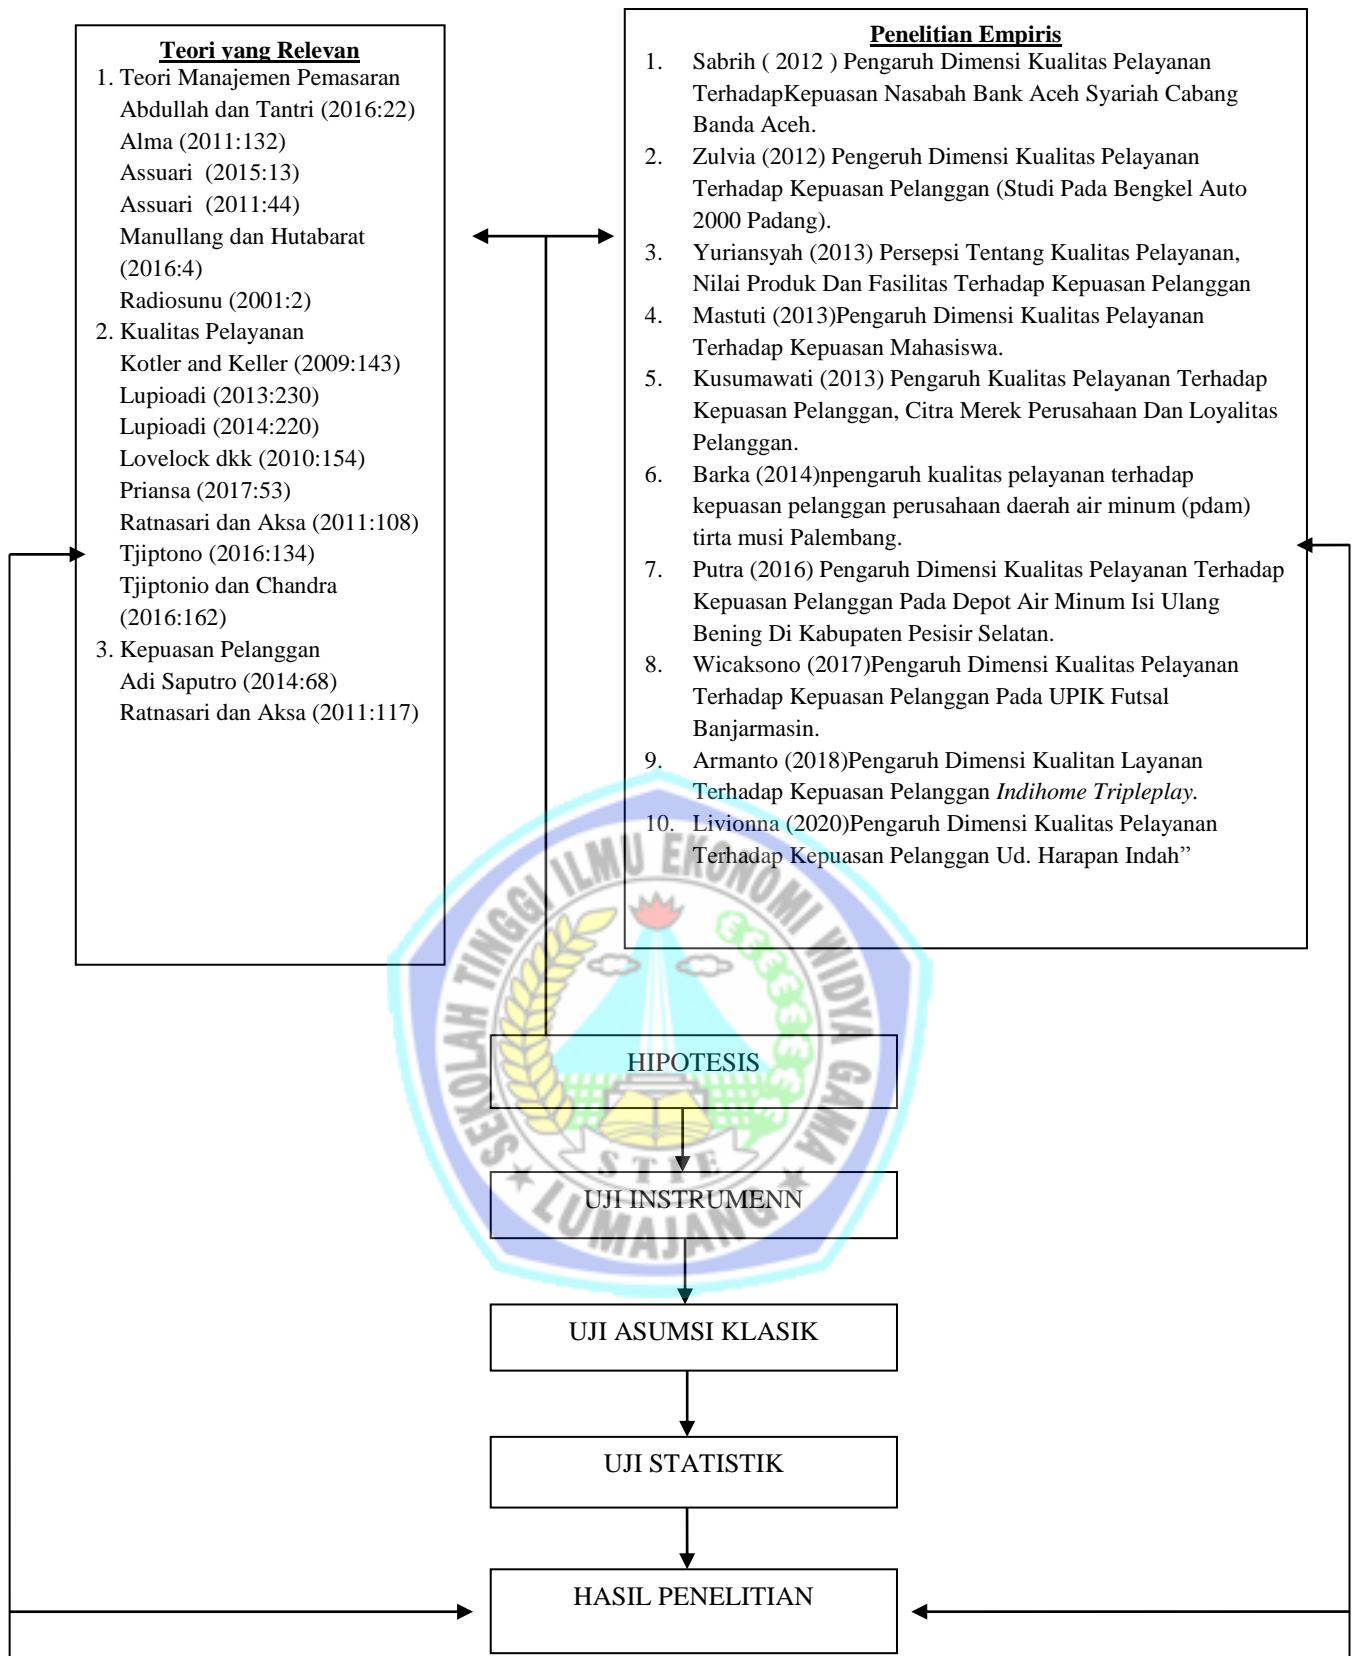 Teori yang Relevan
1. Teori Manajemen Pemasaran
Abdullah dan Tantri (2016:22)
Alma (2011:132)
Assuari  (2015:13)
Assuari  (2011:44)
Manullang dan Hutabarat
(2016:4)
Radiosunu (2001:2)
2. Kualitas Pelayanan
Kotler and Keller (2009:143)
Lupioadi (2013:230)
Lupioadi (2014:220)
Lovelock dkk (2010:154)
Priansa (2017:53)
Ratnasari dan Aksa (2011:108)
Tjiptono (2016:134)
Tjiptonio dan Chandra
(2016:162)
3. Kepuasan Pelanggan
Adi Saputro (2014:68)
Ratnasari dan Aksa (2011:117)
Penelitian Empiris
1. Sabrih ( 2012 ) Pengaruh Dimensi Kualitas Pelayanan
TerhadapKepuasan Nasabah Bank Aceh Syariah Cabang
Banda Aceh.
2. Zulvia (2012) Pengeruh Dimensi Kualitas Pelayanan
Terhadap Kepuasan Pelanggan (Studi Pada Bengkel Auto
2000 Padang).
3. Yuriansyah (2013) Persepsi Tentang Kualitas Pelayanan,
Nilai Produk Dan Fasilitas Terhadap Kepuasan Pelanggan
4. Mastuti (2013)Pengaruh Dimensi Kualitas Pelayanan
Terhadap Kepuasan Mahasiswa.
5. Kusumawati (2013) Pengaruh Kualitas Pelayanan Terhadap
Kepuasan Pelanggan, Citra Merek Perusahaan Dan Loyalitas
Pelanggan.
6. Barka (2014)npengaruh kualitas pelayanan terhadap
kepuasan pelanggan perusahaan daerah air minum (pdam)
tirta musi Palembang.
7. Putra (2016) Pengaruh Dimensi Kualitas Pelayanan Terhadap
Kepuasan Pelanggan Pada Depot Air Minum Isi Ulang
Bening Di Kabupaten Pesisir Selatan.
8. Wicaksono (2017)Pengaruh Dimensi Kualitas Pelayanan
Terhadap Kepuasan Pelanggan Pada UPIK Futsal
Banjarmasin.
9. Armanto (2018)Pengaruh Dimensi Kualitan Layanan
Terhadap Kepuasan Pelanggan Indihome Tripleplay.
10. Livionna (2020)Pengaruh Dimensi Kualitas Pelayanan
Terhadap Kepuasan Pelanggan Ud. Harapan Indah”
SEKOLAH TINGGI ILMU EKONOMI WIDYA GAMA
HIPOTESIS
STIE
UJI INSTRUMENN
LUMAJANG
UJI ASUMSI KLASIK
UJI STATISTIK
HASIL PENELITIAN